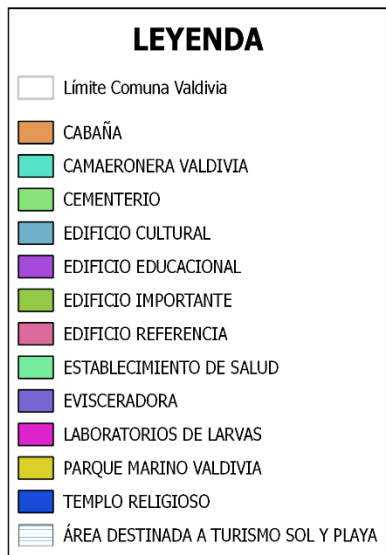 LEYENDA
Límite Comuna Valdivia
CABAÑA
CAMAERONERA VALDIVIA
CEMENTERIO
EDIFICIO CULTURAL
EDIFICIO EDUCACIONAL
EDIFICIO IMPORTANTE
EDIFICIO REFERENCIA
ESTABLECIMIENTO DE SALUD
EVISCERADORA
LABORATORIOS DE LARVAS
PARQUE MARINO VALDIVIA
TEMPLO RELIGIOSO
ÁREA DESTINADA A TURISMO SOL Y PLAYA